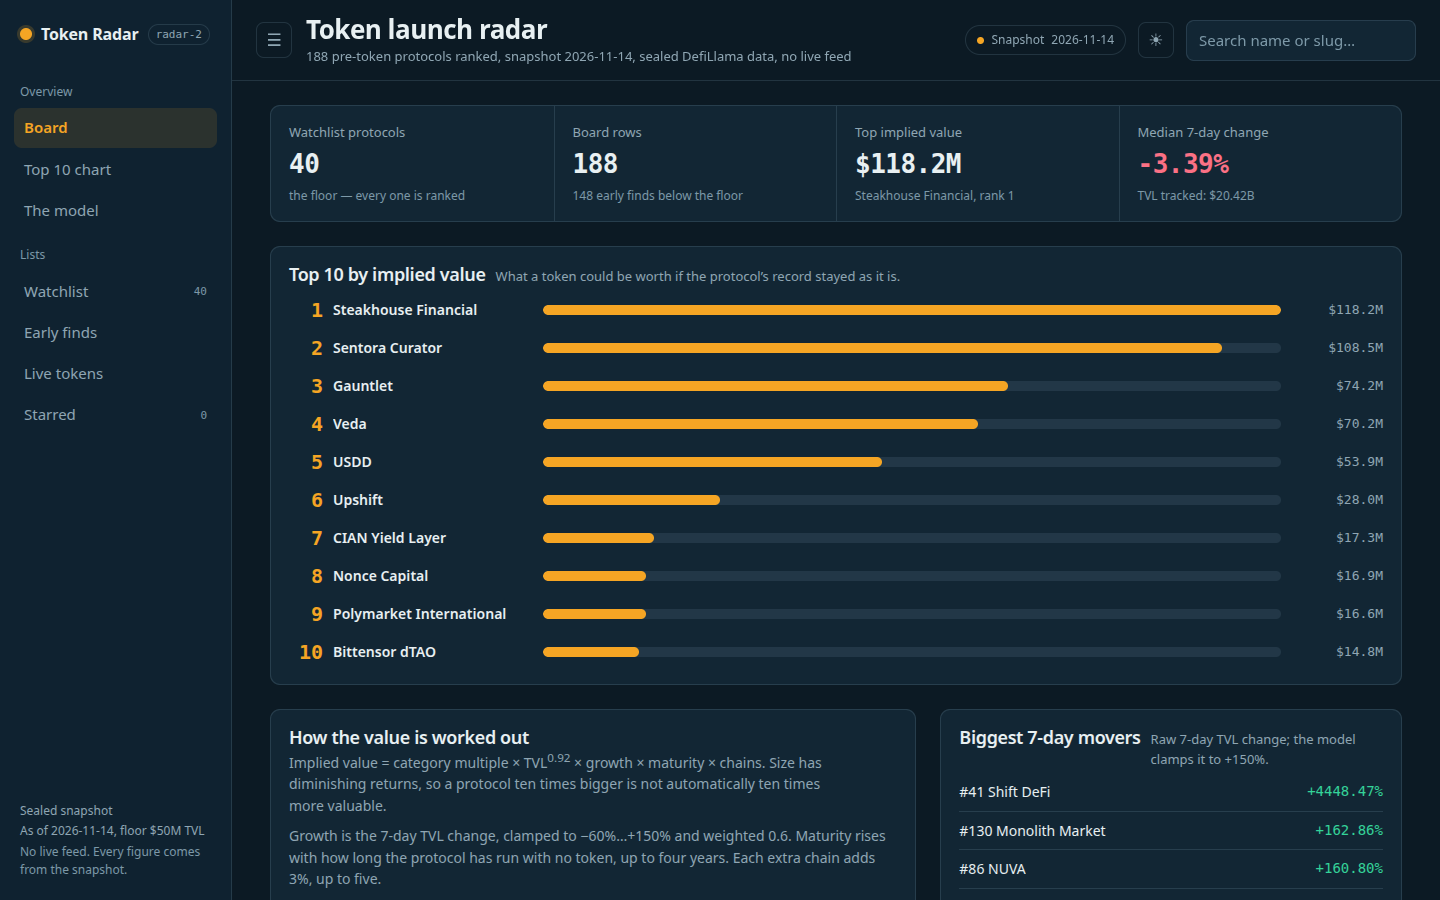 Token Radar radar-2
Overview
Board
Top 10 chart
The model
Lists
Watchlist 40
Early finds
Live tokens
Starred 0
Sealed snapshot
As of 2026-11-14, floor $50M TVL
No live feed. Every figure comes
from the snapshot.
☰
Token launch radar
188 pre-token protocols ranked, snapshot 2026-11-14, sealed DefiLlama data, no live feed
Snapshot 2026-11-14
☀
Search name or slug...
Watchlist protocols
40
the floor — every one is ranked
Board rows
188
148 early finds below the floor
Top implied value
$118.2M
Steakhouse Financial, rank 1
Median 7-day change
-3.39%
TVL tracked: $20.42B
Top 10 by implied value What a token could be worth if the protocol's record stayed as it is.
1 Steakhouse Financial $118.2M
2 Sentora Curator $108.5M
3 Gauntlet $74.2M
4 Veda $70.2M
5 USDD $53.9M
6 Upshift $28.0M
7 CIAN Yield Layer $17.3M
8 Nonce Capital $16.9M
9 Polymarket International $16.6M
10 Bittensor dTAO $14.8M
How the value is worked out
Implied value = category multiple × TVL^0.92 × growth × maturity × chains. Size has
diminishing returns, so a protocol ten times bigger is not automatically ten times
more valuable.
Growth is the 7-day TVL change, clamped to −60%…+150% and weighted 0.6. Maturity rises
with how long the protocol has run with no token, up to four years. Each extra chain adds
3%, up to five.
Biggest 7-day movers Raw 7-day TVL change; the model
clamps it to +150%.
#41 Shift DeFi +4448.47%
#130 Monolith Market +162.86%
#86 NUVA +160.80%